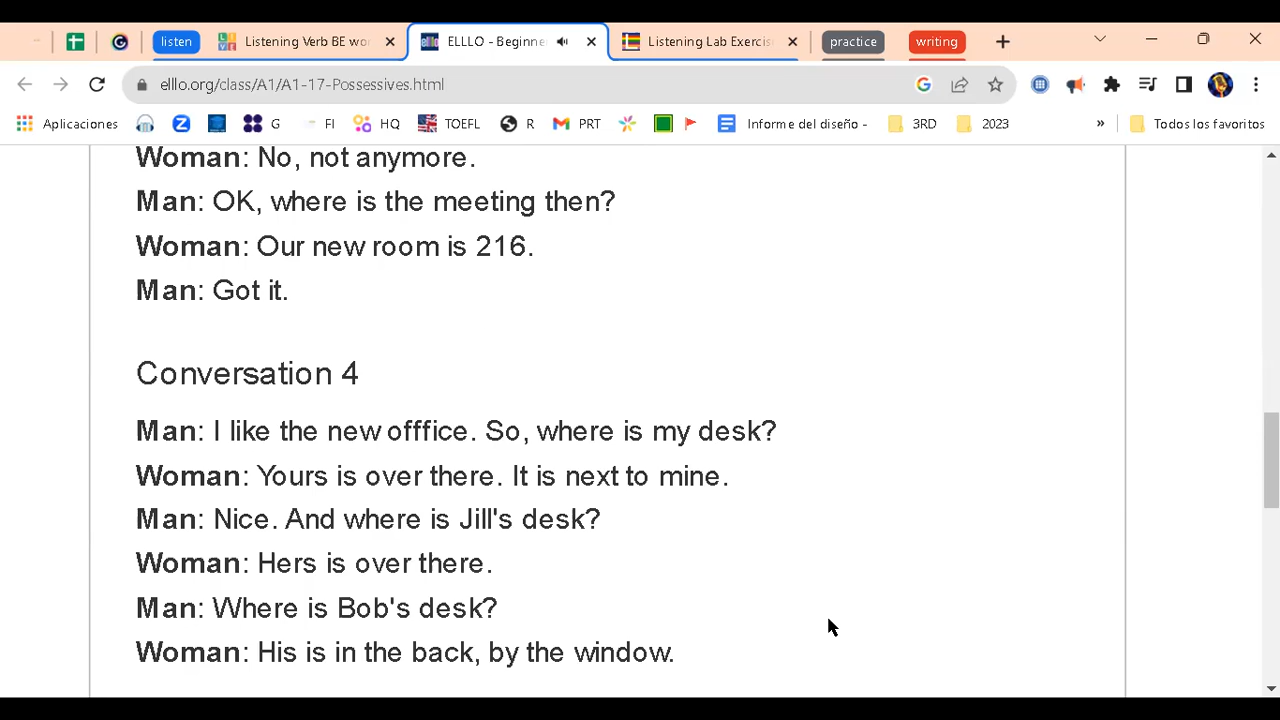 listen
Listening Verb BE wo
ELLLO - Beginne
Listening Lab Exercis
practice
writing
elllo.org/class/A1/A1-17-Possessives.html
Aplicaciones
G
FI
HQ
TOEFL
R
PRT
Informe del diseño -
3RD
2023
»
Todos los favoritos
Woman: No, not anymore.
Man: OK, where is the meeting then?
Woman: Our new room is 216.
Man: Got it.
Conversation 4
Man: I like the new offfice. So, where is my desk?
Woman: Yours is over there. It is next to mine.
Man: Nice. And where is Jill's desk?
Woman: Hers is over there.
Man: Where is Bob's desk?
Woman: His is in the back, by the window.